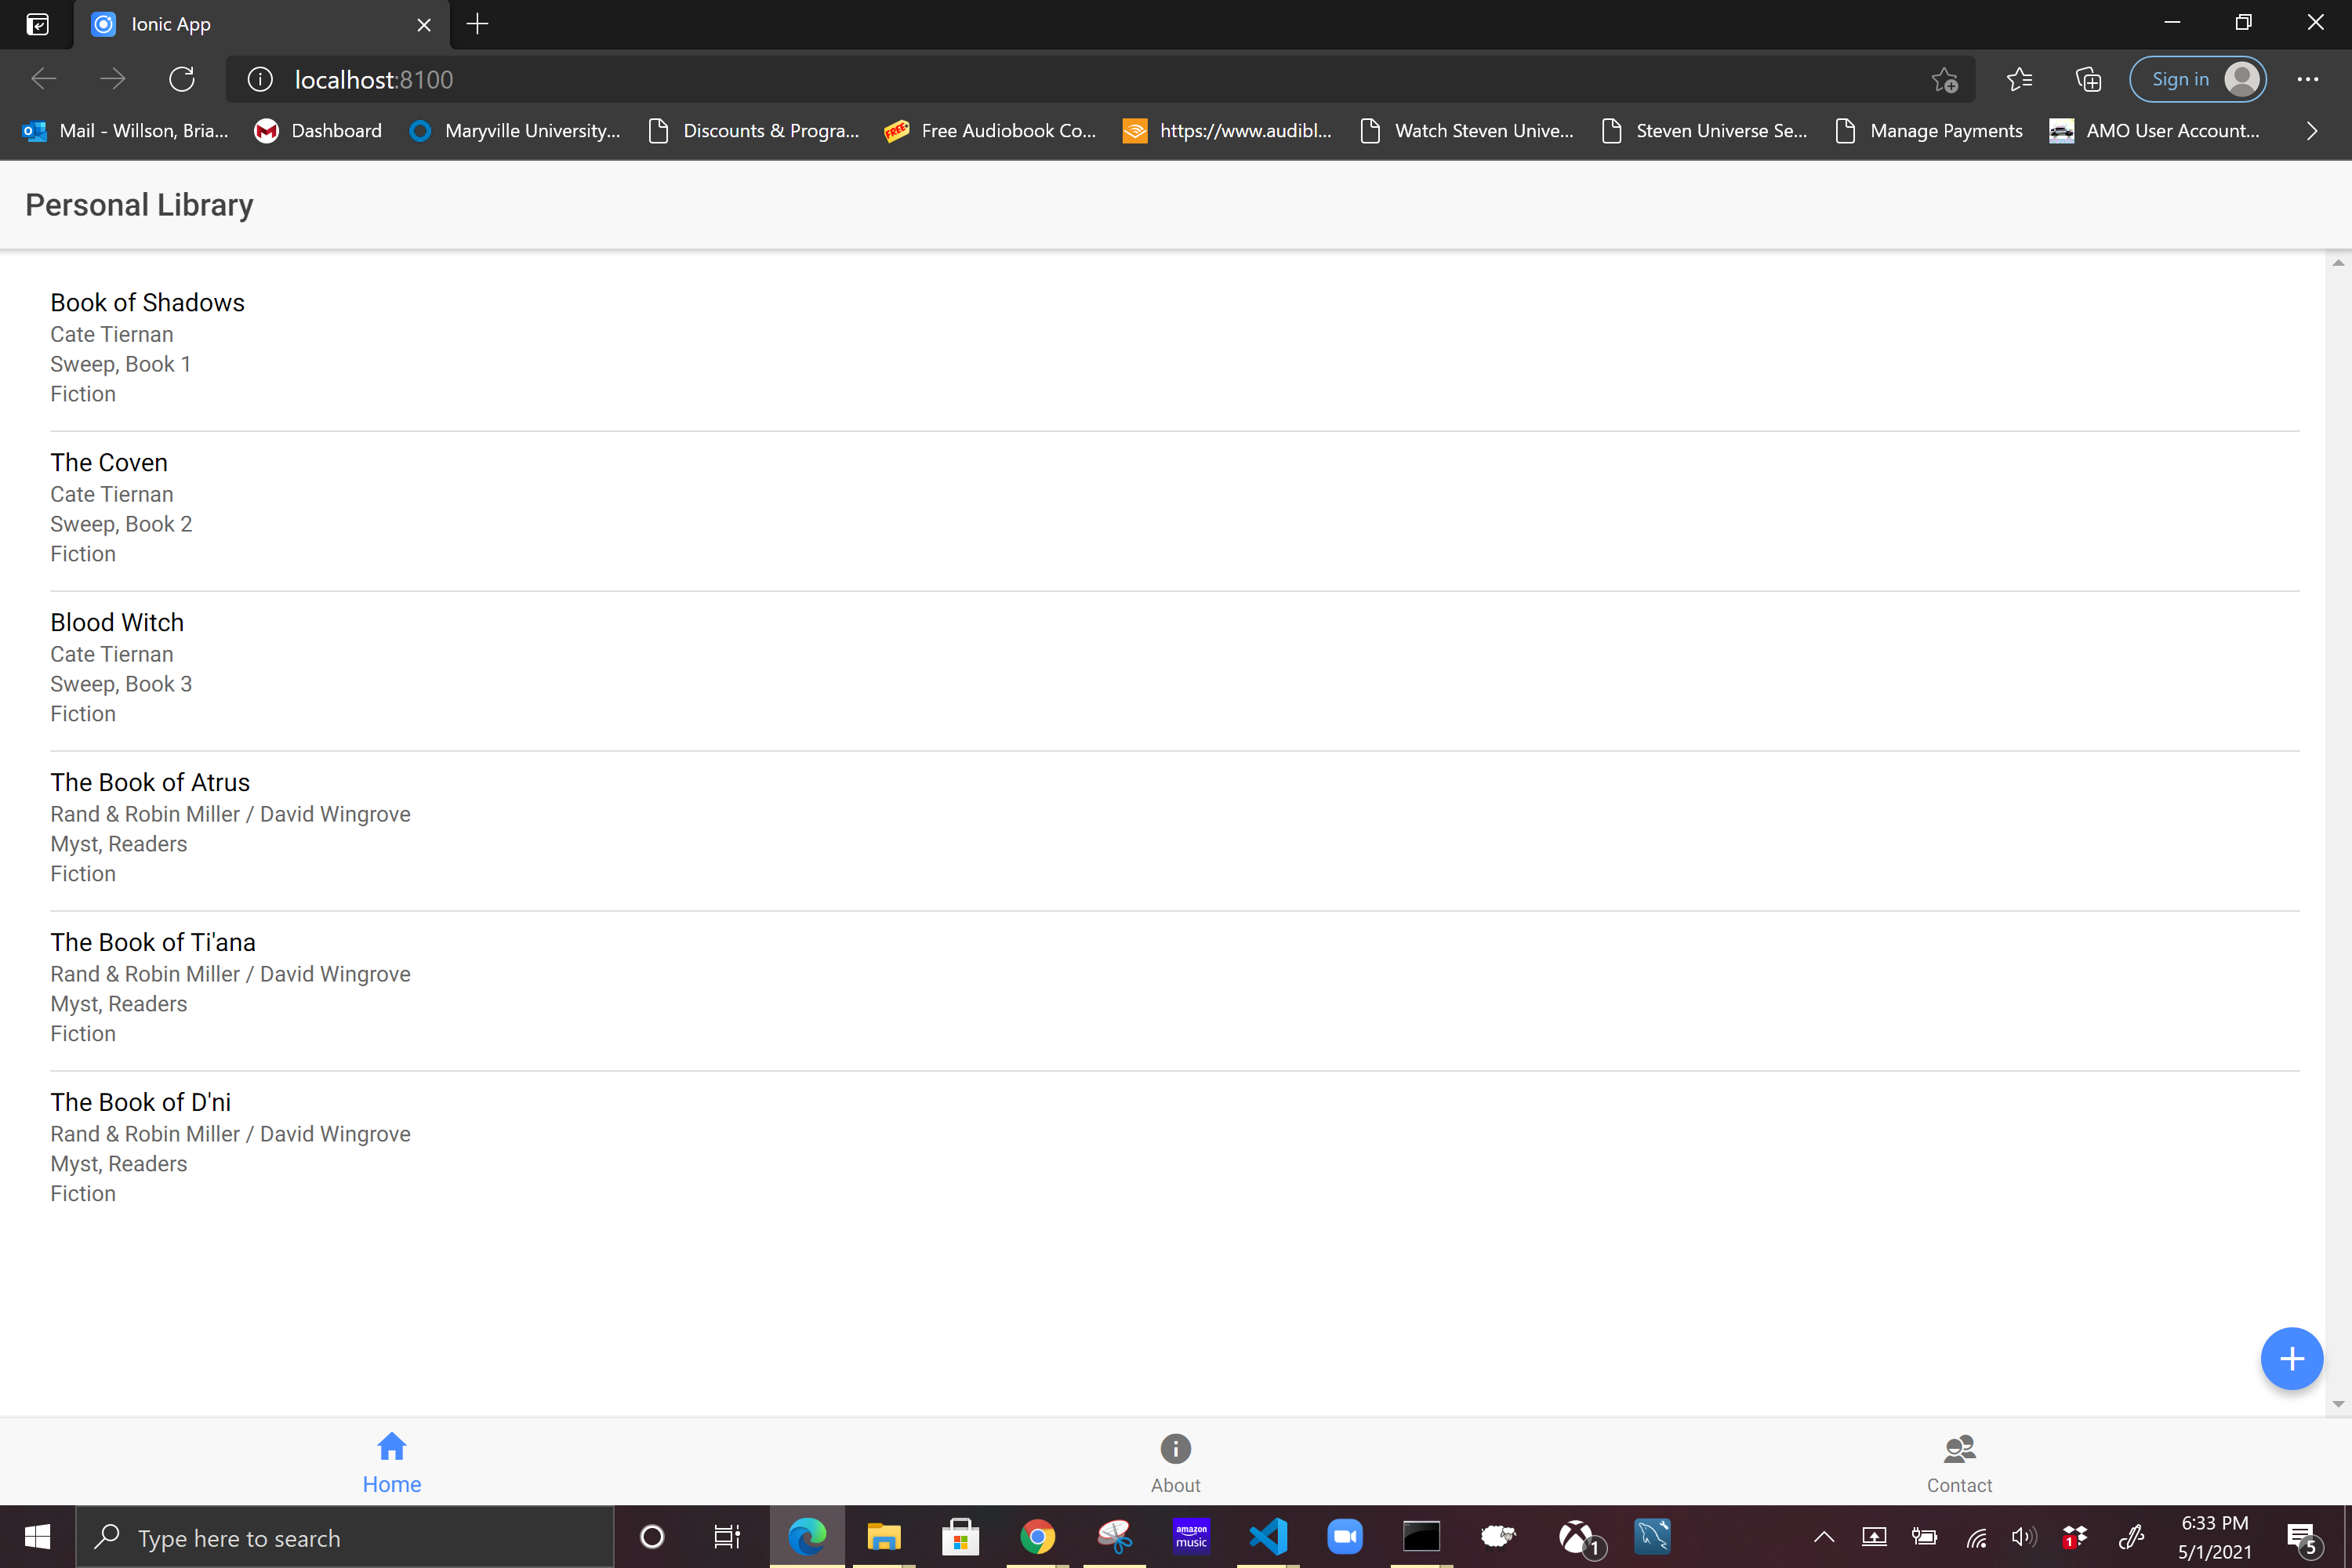 Ionic App
localhost:8100
Sign in
Mail - Willson, Bria...
Dashboard
Maryville University...
Discounts & Progra...
FREE
Free Audiobook Co...
https://www.audibl...
Watch Steven Unive...
Steven Universe Se...
Manage Payments
AMO User Account...
Personal Library
Book of Shadows
Cate Tiernan
Sweep, Book 1
Fiction
The Coven
Cate Tiernan
Sweep, Book 2
Fiction
Blood Witch
Cate Tiernan
Sweep, Book 3
Fiction
The Book of Atrus
Rand & Robin Miller / David Wingrove
Myst, Readers
Fiction
The Book of Ti'ana
Rand & Robin Miller / David Wingrove
Myst, Readers
Fiction
The Book of D'ni
Rand & Robin Miller / David Wingrove
Myst, Readers
Fiction
Home
About
Contact
Type here to search
amazon
music
1
1
6:33 PM
5/1/2021
5